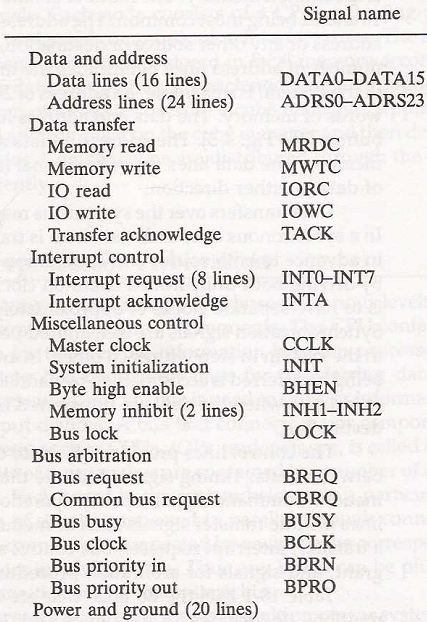 Signal name
Data and address
Data lines (16 lines) DATA0–DATA15
Address lines (24 lines) ADRS0–ADRS23
Data transfer
Memory read MRDC
Memory write MWTC
IO read IORC
IO write IOWC
Transfer acknowledge TACK
Interrupt control
Interrupt request (8 lines) INT0–INT7
Interrupt acknowledge INTA
Miscellaneous control
Master clock CCLK
System initialization INIT
Byte high enable BHEN
Memory inhibit (2 lines) INH1–INH2
Bus lock LOCK
Bus arbitration
Bus request BREQ
Common bus request CBRQ
Bus busy BUSY
Bus clock BCLK
Bus priority in BPRN
Bus priority out BPRO
Power and ground (20 lines)